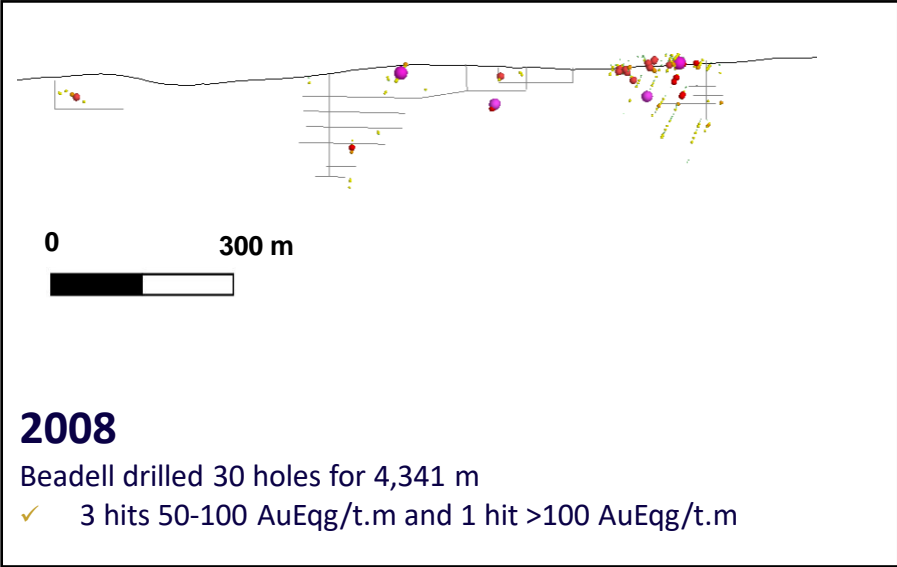 0 300 m
2008
Beadell drilled 30 holes for 4,341 m
✓ 3 hits 50-100 AuEqg/t.m and 1 hit >100 AuEqg/t.m